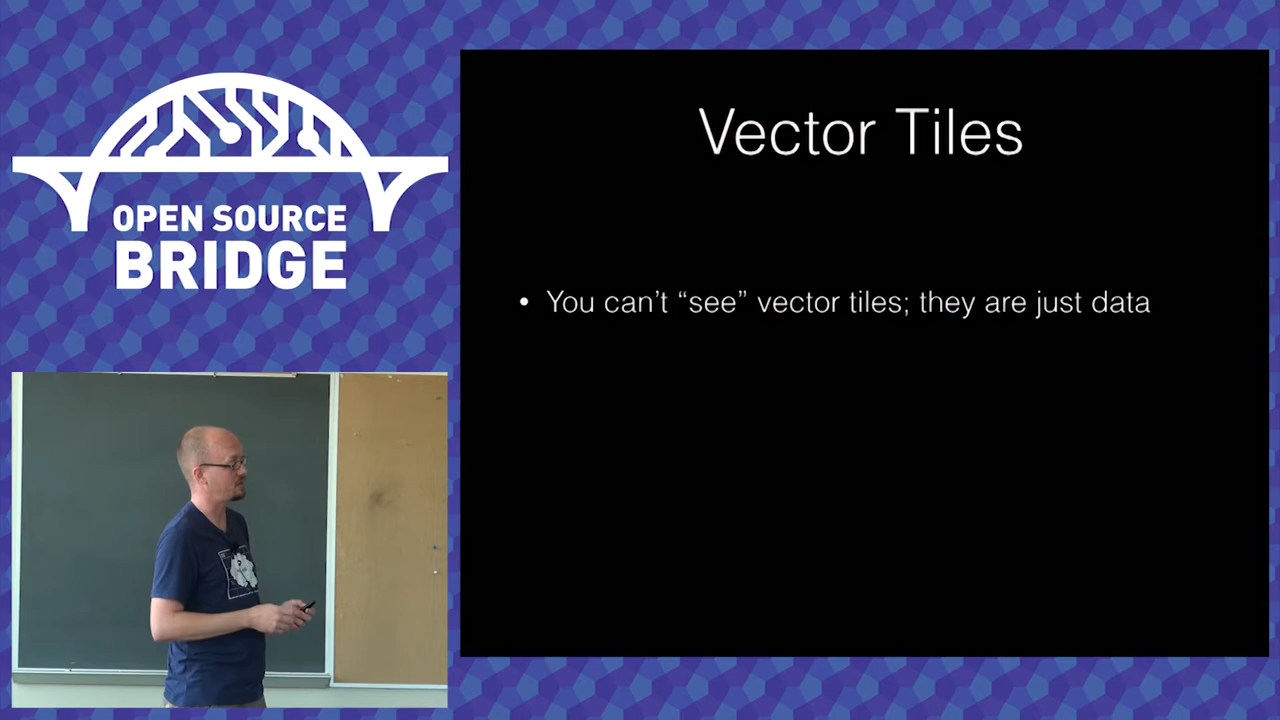 OPEN SOURCE
BRIDGE
Vector Tiles
• You can’t “see” vector tiles; they are just data